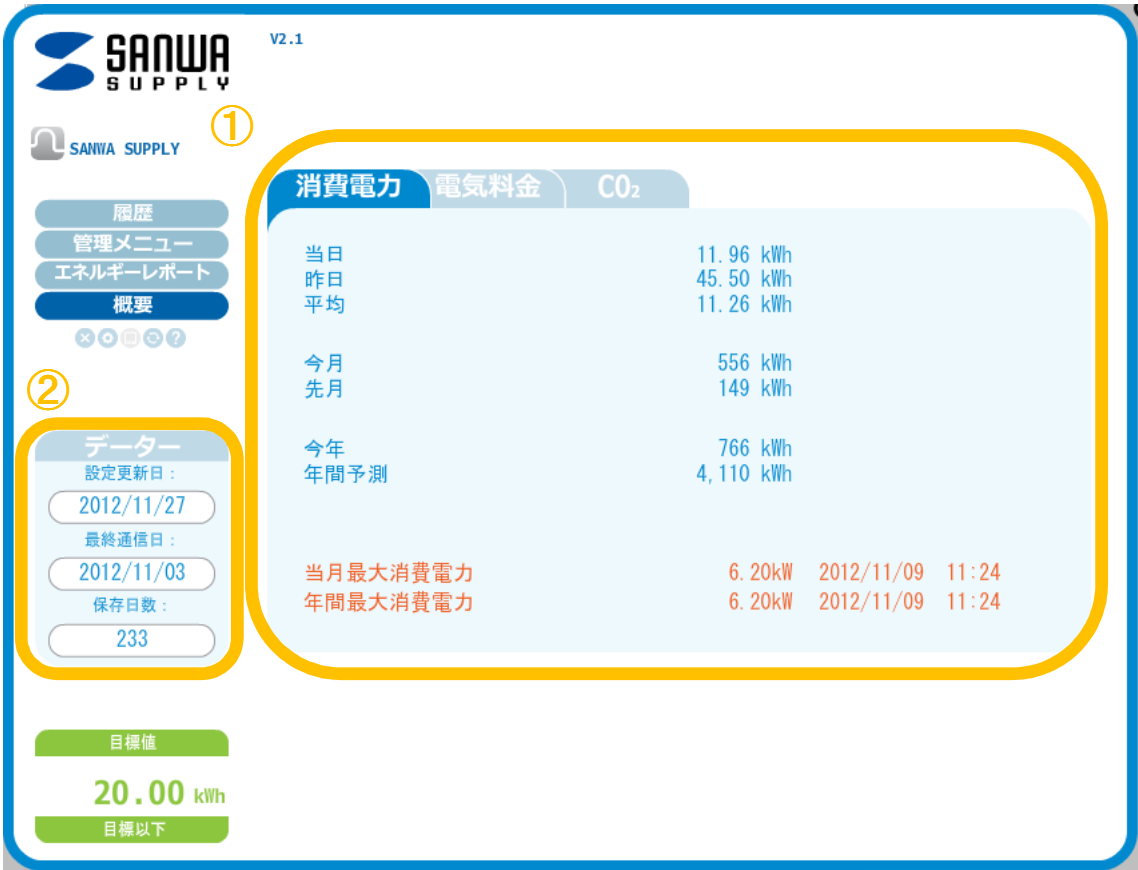 SANWA
SUPPLY
V2.1
①
SANWA SUPPLY
消費電力 電気料金 CO₂
履歴
管理メニュー
エネルギーレポート
概要
当日 11.96 kWh
昨日 45.50 kWh
平均 11.26 kWh
今月 556 kWh
先月 149 kWh
今年 766 kWh
年間予測 4,110 kWh
当月最大消費電力 6.20kW 2012/11/09 11:24
年間最大消費電力 6.20kW 2012/11/09 11:24
②
データー
設定更新日:
2012/11/27
最終通信日:
2012/11/03
保存日数:
233
目標値
20.00 kWh
目標以下